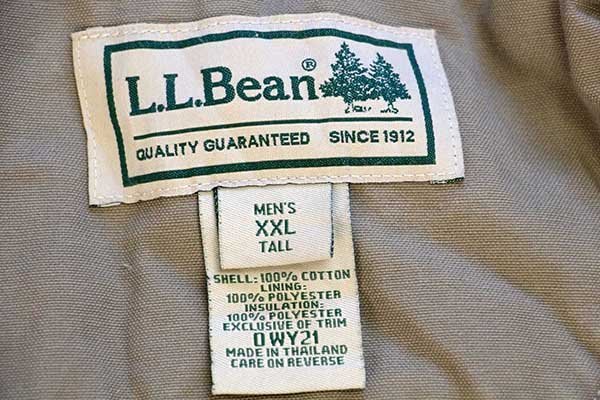 L.L.Bean®
QUALITY GUARANTEED SINCE 1912
MEN'S
XXL
TALL
SHELL: 100% COTTON
LINING:
100% POLYESTER
INSULATION:
100% POLYESTER
EXCLUSIVE OF TRIM
0WY21
MADE IN THAILAND
CARE ON REVERSE